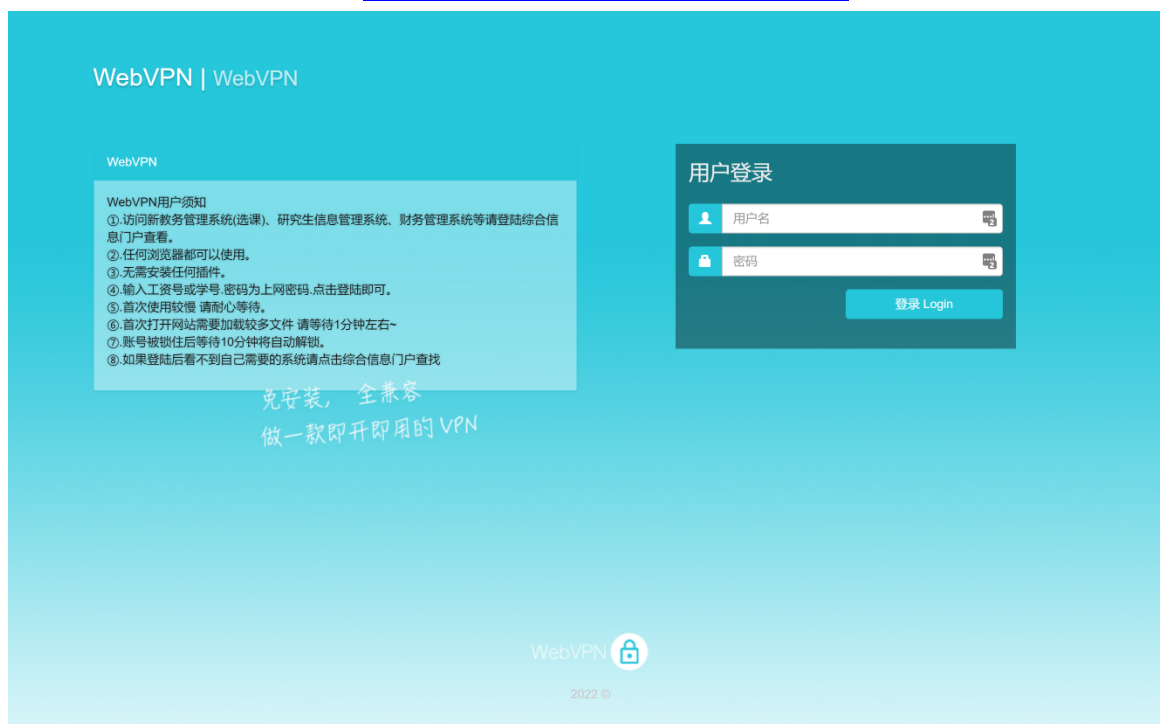 WebVPN | WebVPN
WebVPN
WebVPN用户须知
①.访问新教务管理系统(选课)、研究生信息管理系统、财务管理系统等请登陆综合信
息门户查看。
②.任何浏览器都可以使用。
③.无需安装任何插件。
④.输入工资号或学号.密码为上网密码.点击登陆即可。
⑤.首次使用较慢 请耐心等待。
⑥.首次打开网站需要加载较多文件 请等待1分钟左右~
⑦.账号被锁住后等待10分钟将自动解锁。
⑧.如果登陆后看不到自己需要的系统请点击综合信息门户查找
免安装, 全兼容
做一款即开即用的VPN
用户登录
用户名
密码
登录 Login
WebVPN
2022 ©